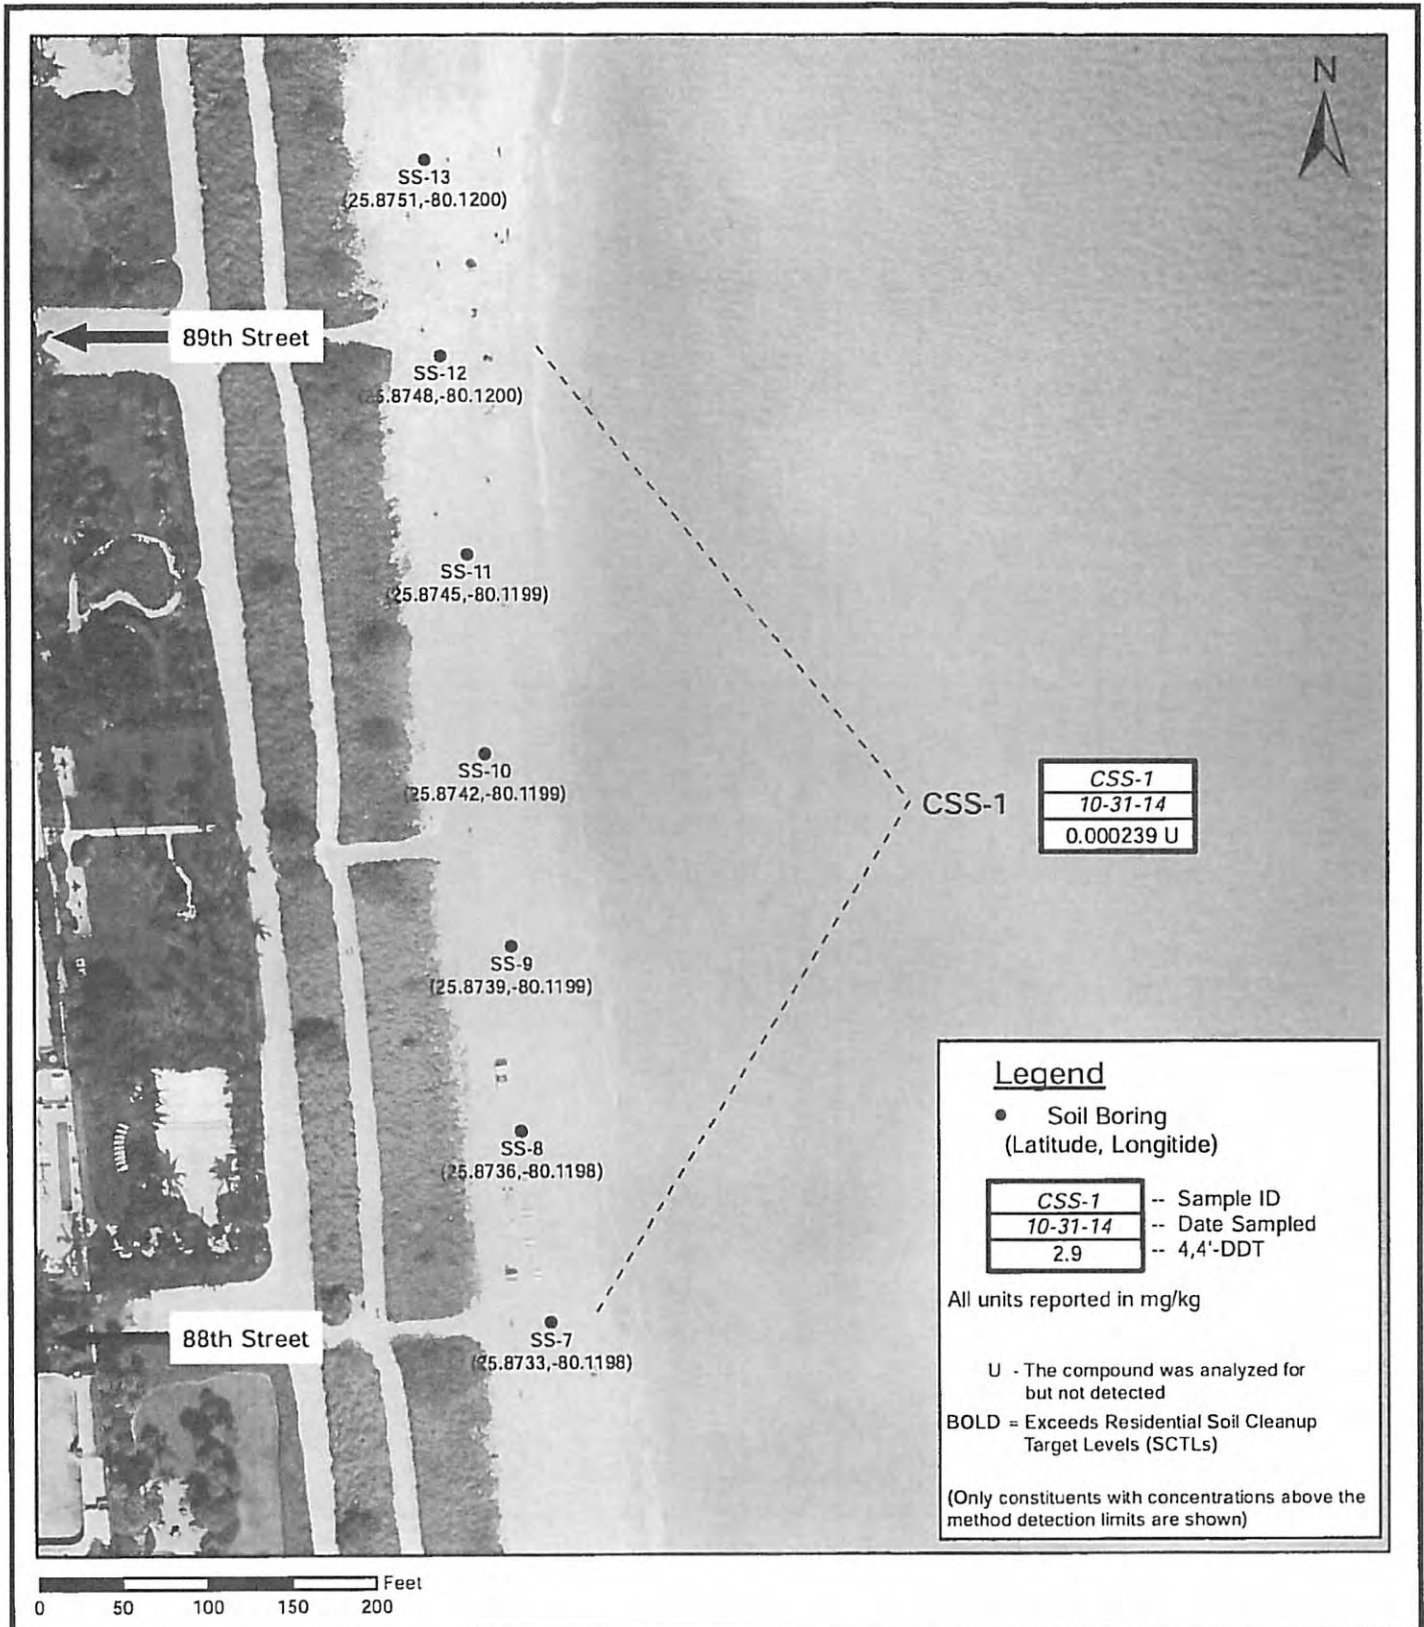 N
SS-13
(25.8751,-80.1200)
89th Street
SS-12
(25.8748,-80.1200)
SS-11
(25.8745,-80.1199)
SS-10
(25.8742,-80.1199)
CSS-1
CSS-1
10-31-14
0.000239 U
SS-9
(25.8739,-80.1199)
SS-8
(25.8736,-80.1198)
88th Street
SS-7
(25.8733,-80.1198)
Legend
Soil Boring
(Latitude, Longitide)
CSS-1 -- Sample ID
10-31-14 -- Date Sampled
2.9 -- 4,4'-DDT
All units reported in mg/kg
U - The compound was analyzed for
but not detected
BOLD = Exceeds Residential Soil Cleanup
Target Levels (SCTLs)
(Only constituents with concentrations above the
method detection limits are shown)
Feet
0 50 100 150 200